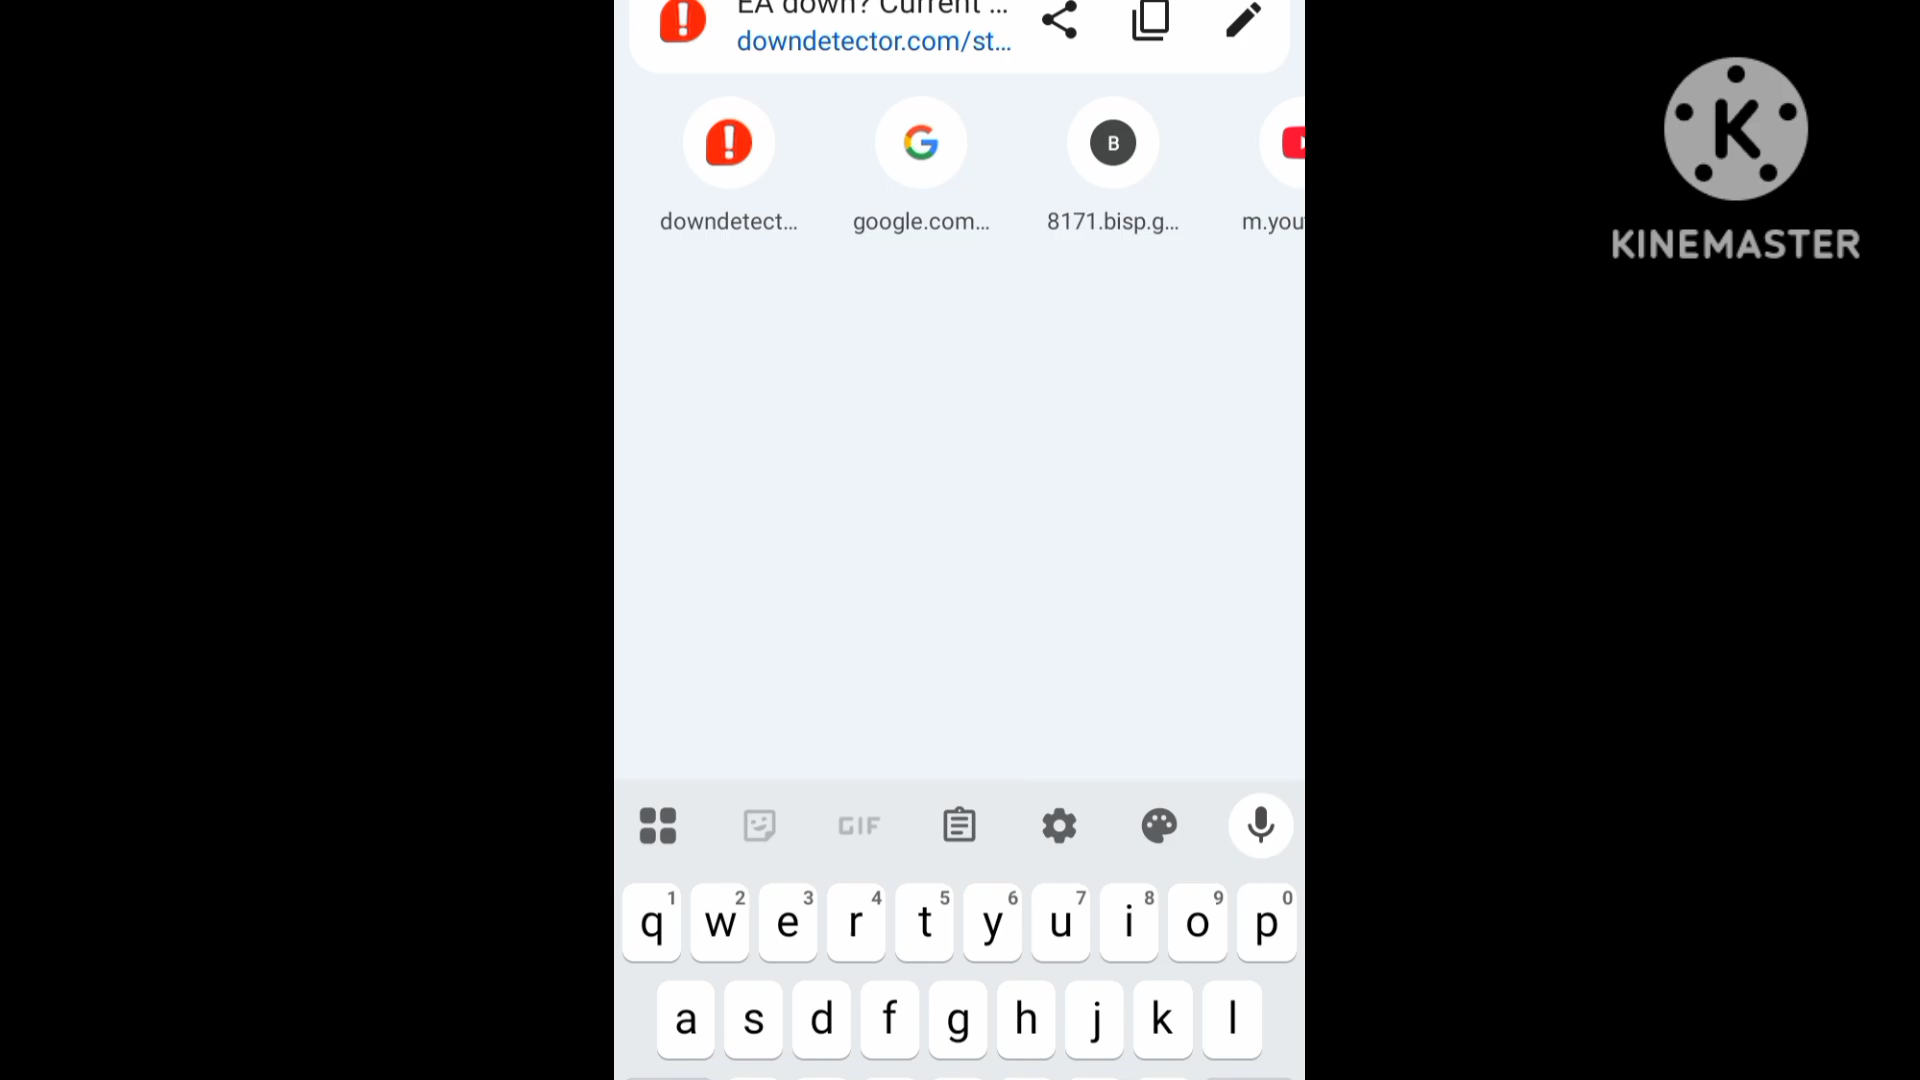 EA down? Current ...
downdetector.com/st...
downdetect...
google.com...
8171.bisp.g...
m.you
B
K
KINEMASTER
GIF
1 2 3 4 5 6 7 8 9 0
q w e r t y u i o p
a s d f g h j k l